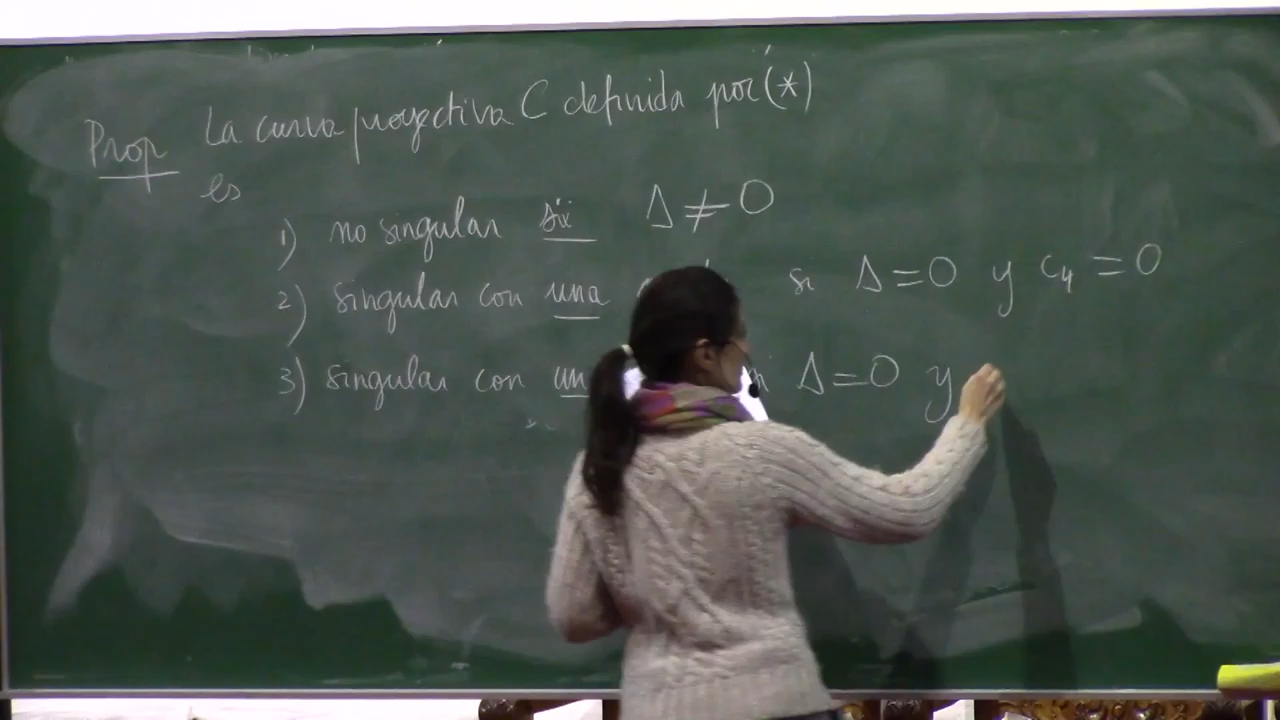 Prop La curva proyectiva C definida por (*)
es
1) no singular sii Δ ≠ 0
2) singular con una si Δ = 0 y c₄ = 0
3) singular con un Δ = 0 y